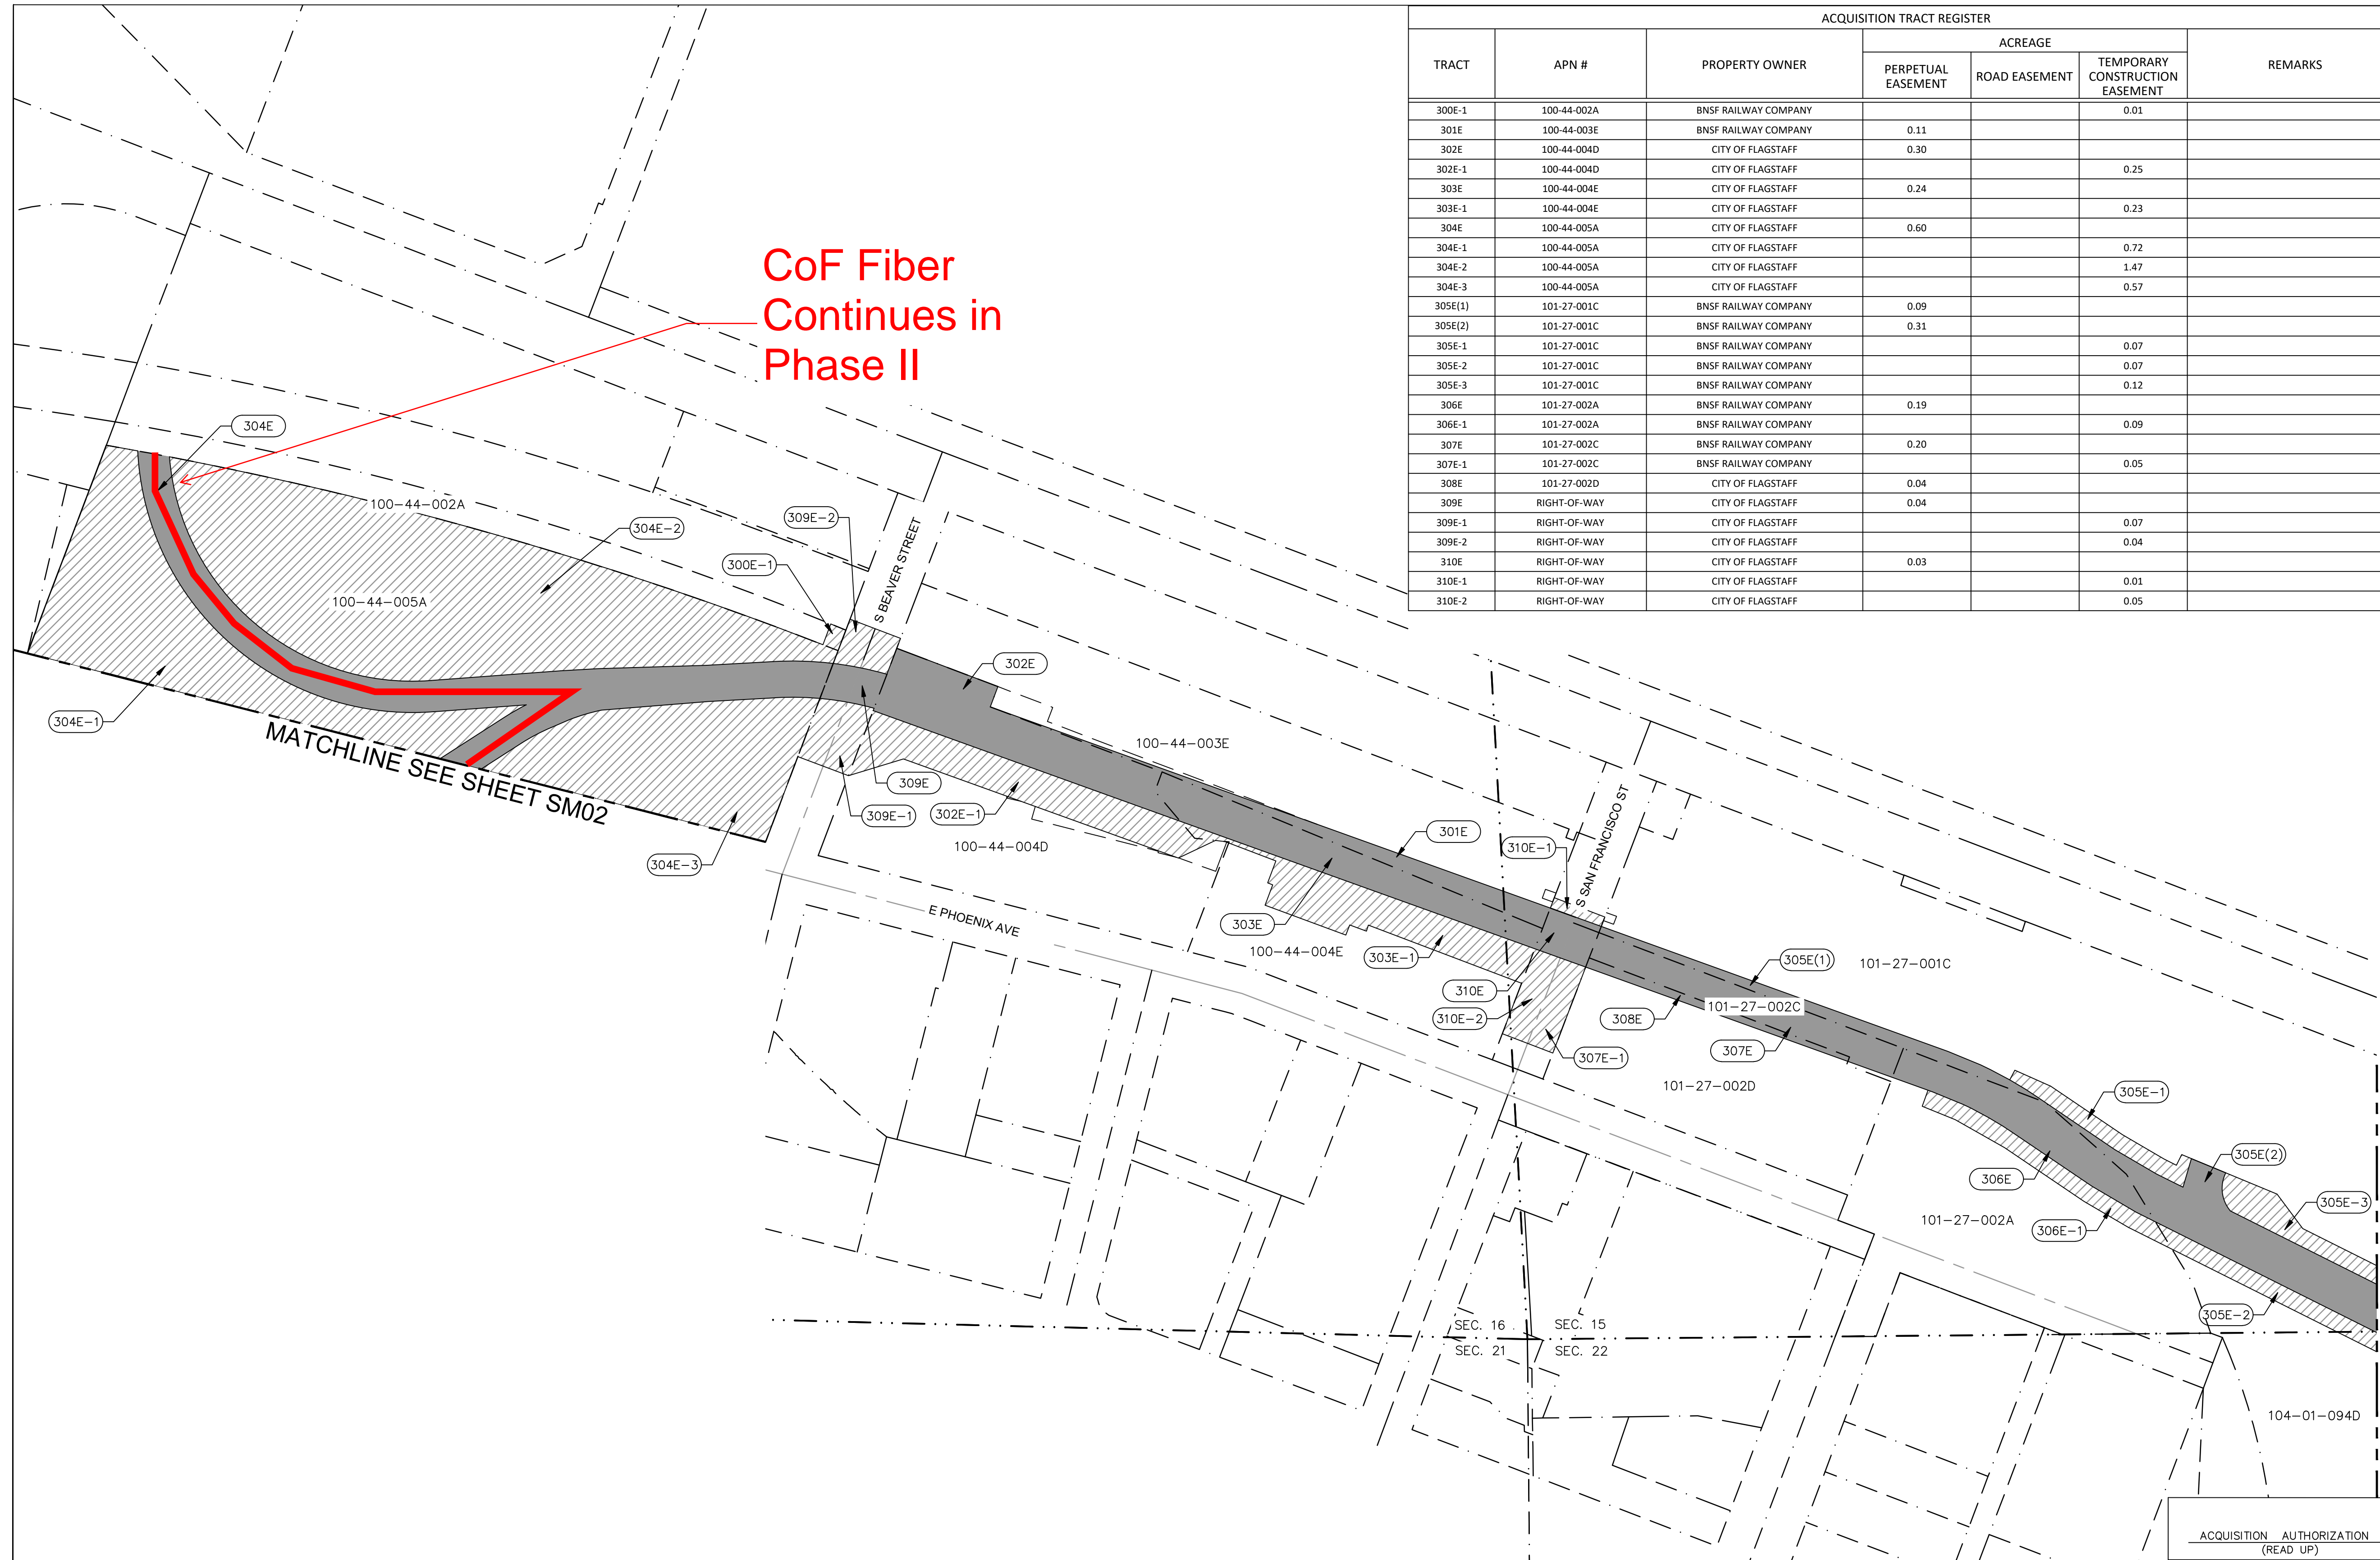 ACQUISITION TRACT REGISTER
TRACT APN # PROPERTY OWNER ACREAGE REMARKS
PERPETUAL EASEMENT ROAD EASEMENT TEMPORARY CONSTRUCTION EASEMENT
300E-1 100-44-002A BNSF RAILWAY COMPANY 0.01
301E 100-44-003E BNSF RAILWAY COMPANY 0.11
302E 100-44-004D CITY OF FLAGSTAFF 0.30
302E-1 100-44-004D CITY OF FLAGSTAFF 0.25
303E 100-44-004E CITY OF FLAGSTAFF 0.24
303E-1 100-44-004E CITY OF FLAGSTAFF 0.23
304E 100-44-005A CITY OF FLAGSTAFF 0.60
304E-1 100-44-005A CITY OF FLAGSTAFF 0.72
304E-2 100-44-005A CITY OF FLAGSTAFF 1.47
304E-3 100-44-005A CITY OF FLAGSTAFF 0.57
305E(1) 101-27-001C BNSF RAILWAY COMPANY 0.09
305E(2) 101-27-001C BNSF RAILWAY COMPANY 0.31
305E-1 101-27-001C BNSF RAILWAY COMPANY 0.07
305E-2 101-27-001C BNSF RAILWAY COMPANY 0.07
305E-3 101-27-001C BNSF RAILWAY COMPANY 0.12
306E 101-27-002A BNSF RAILWAY COMPANY 0.19
306E-1 101-27-002A BNSF RAILWAY COMPANY 0.09
307E 101-27-002C BNSF RAILWAY COMPANY 0.20
307E-1 101-27-002C BNSF RAILWAY COMPANY 0.05
308E 101-27-002D CITY OF FLAGSTAFF 0.04
309E RIGHT-OF-WAY CITY OF FLAGSTAFF 0.04
309E-1 RIGHT-OF-WAY CITY OF FLAGSTAFF 0.07
309E-2 RIGHT-OF-WAY CITY OF FLAGSTAFF 0.04
310E RIGHT-OF-WAY CITY OF FLAGSTAFF 0.03
310E-1 RIGHT-OF-WAY CITY OF FLAGSTAFF 0.01
310E-2 RIGHT-OF-WAY CITY OF FLAGSTAFF 0.05
CoF Fiber
Continues in
Phase II
304E
100-44-002A
304E-2
309E-2
300E-1
S BEAVER STREET
100-44-005A
302E
304E-1
MATCHLINE SEE SHEET SM02
100-44-003E
309E
309E-1
302E-1
304E-3
100-44-004D
301E
310E-1
S SAN FRANCISCO ST
E PHOENIX AVE
303E
100-44-004E
303E-1
305E(1)
101-27-001C
310E
310E-2
308E
101-27-002C
307E
307E-1
101-27-002D
305E-1
305E(2)
306E
305E-3
101-27-002A
306E-1
305E-2
SEC. 16
SEC. 15
SEC. 21
SEC. 22
104-01-094D
ACQUISITION AUTHORIZATION
(READ UP)